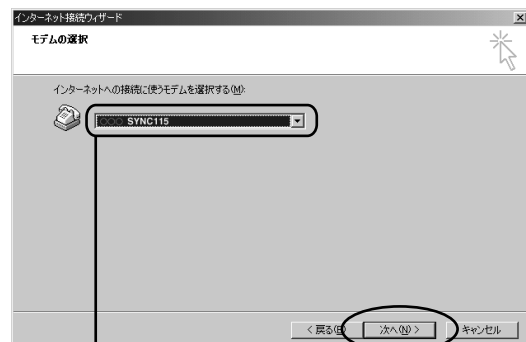 インターネット接続ウィザード
モデムの選択
インターネットへの接続に使うモデムを選択する(M):
○○○ SYNC115
< 戻る(B) 次へ(N) > キャンセル